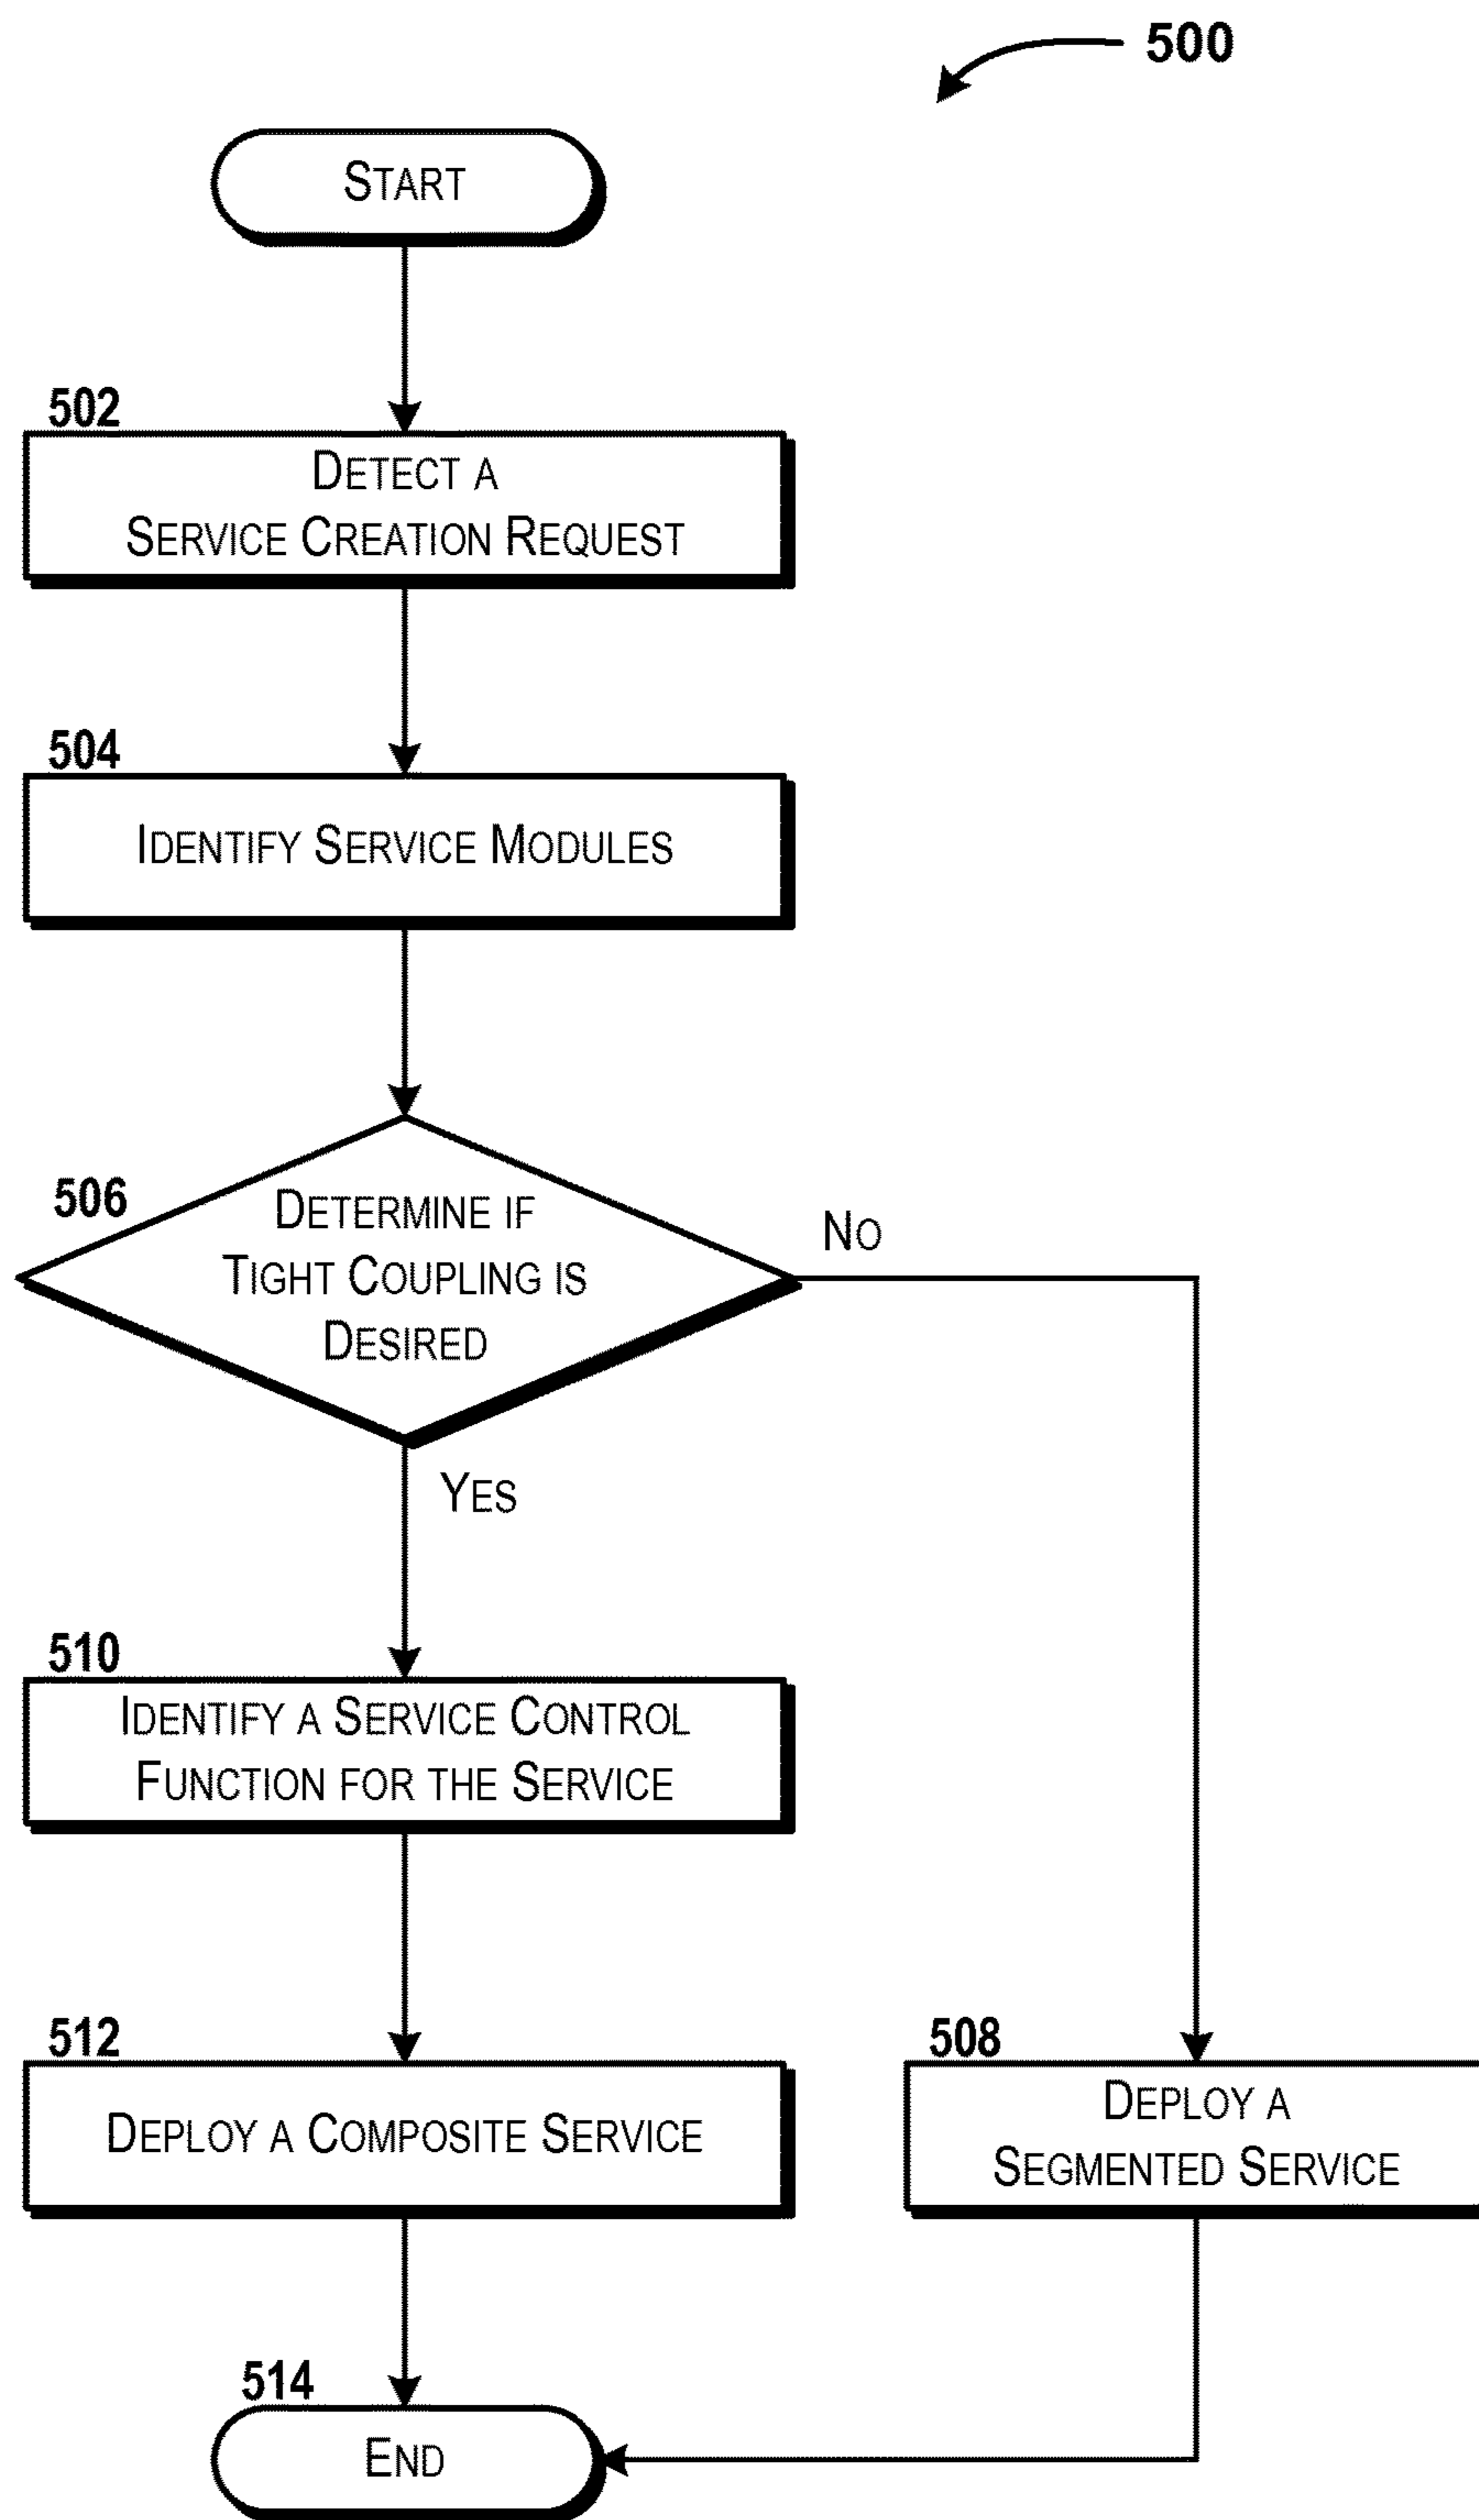 500
START
502
DETECT A
SERVICE CREATION REQUEST
504
IDENTIFY SERVICE MODULES
506
DETERMINE IF
TIGHT COUPLING IS
DESIRED
NO
YES
510
IDENTIFY A SERVICE CONTROL
FUNCTION FOR THE SERVICE
512
DEPLOY A COMPOSITE SERVICE
508
DEPLOY A
SEGMENTED SERVICE
514
END